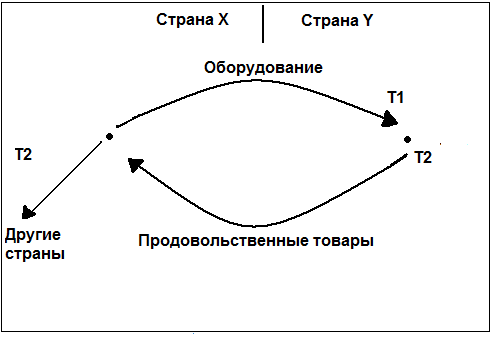 Страна X
Страна Y
Оборудование
T1
T2
T2
Другие
страны
Продовольственные товары